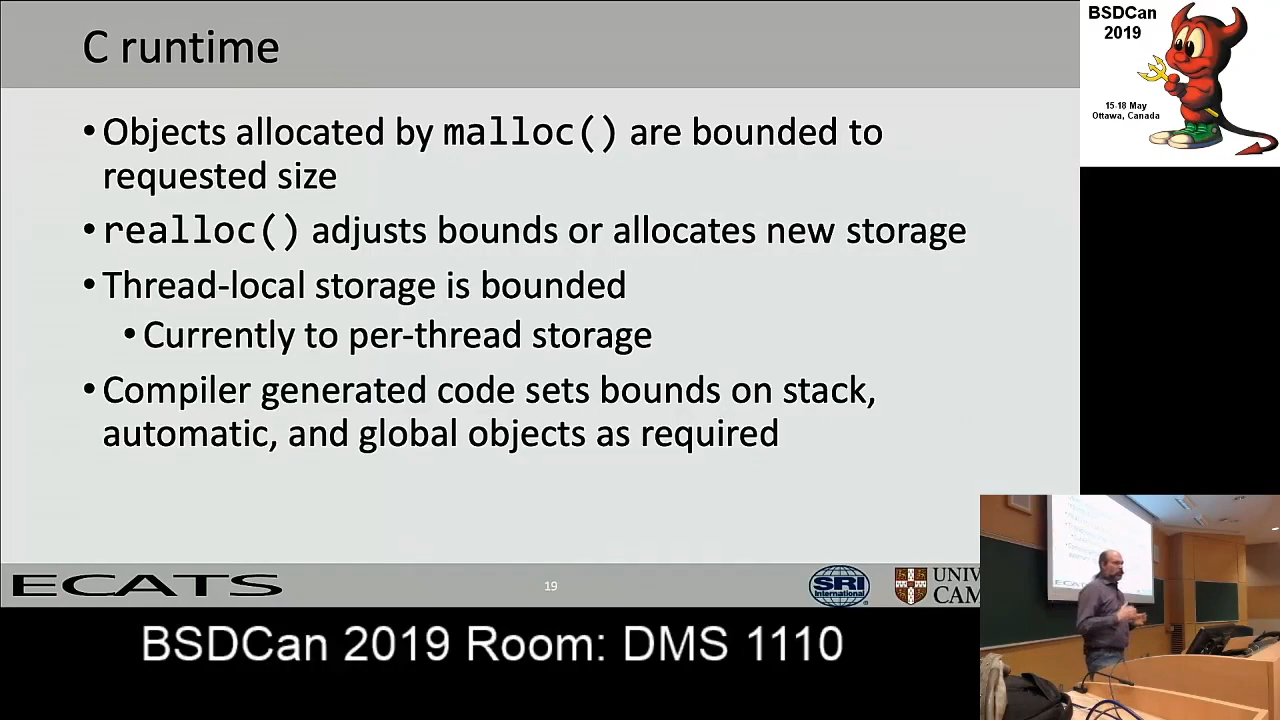 C runtime
•Objects allocated by malloc() are bounded to
requested size
•realloc() adjusts bounds or allocates new storage
•Thread-local storage is bounded
•Currently to per-thread storage
•Compiler generated code sets bounds on stack,
automatic, and global objects as required
ECATS
19
SRI
International
UNIV
CAM
BSDCan
2019
15-18 May
Ottawa, Canada
ECATS
BSDCan 2019 Room: DMS 1110